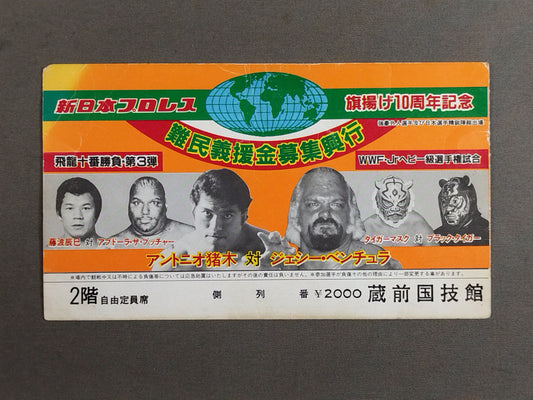 新日本プロレス
旗揚げ10周年記念
難民義援金募集興行
飛龍十番勝負・第3弾
WWF・Jrヘビー級選手権試合
藤波辰巳 対 アブドーラ・ザ・ブッチャー
タイガーマスク 対 ブラック・タイガー
アントニオ猪木 対 ジェシー・ベンチュラ
2階 自由定員席 側 列 番 ¥2000 蔵前国技館